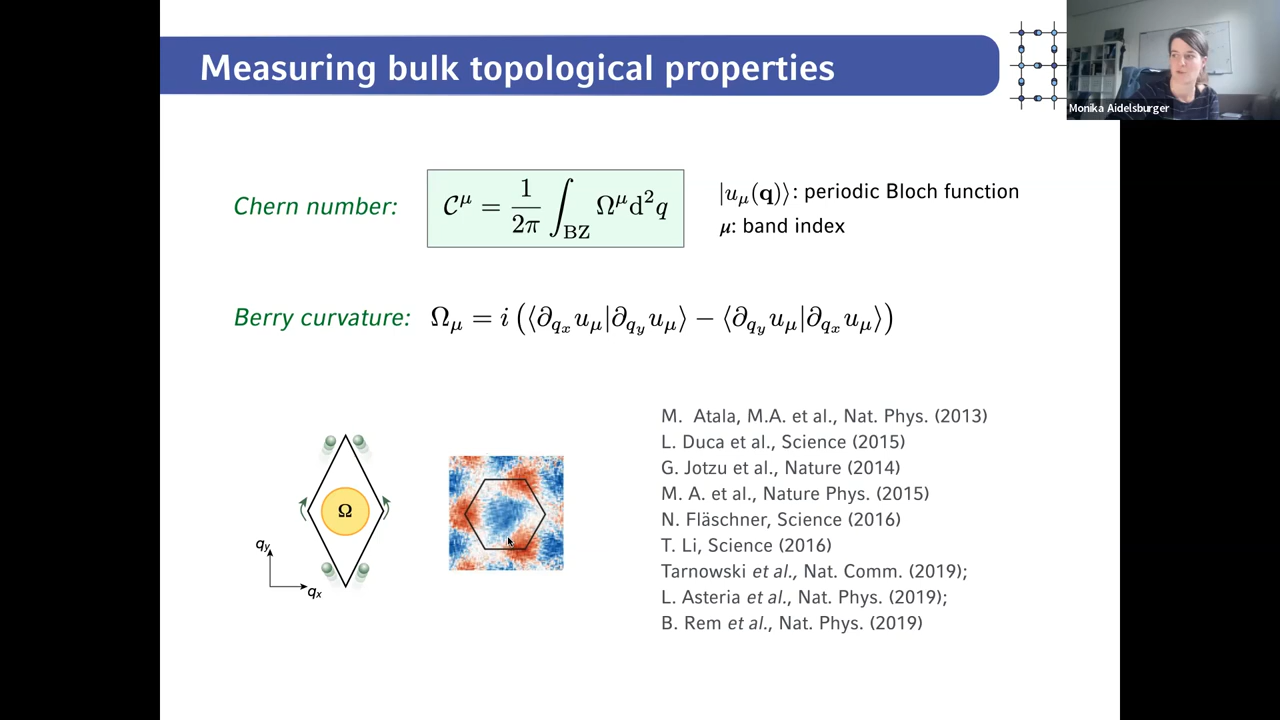 Measuring bulk topological properties
Monika Aidelsburger
Chern number:
𝒞^μ = 1/2π ∫_BZ Ω^μ d²q
|u_μ(𝐪)⟩: periodic Bloch function
μ: band index
Berry curvature: Ω_μ = i (⟨∂_{q_x} u_μ|∂_{q_y} u_μ⟩ − ⟨∂_{q_y} u_μ|∂_{q_x} u_μ⟩)
Ω
q_y
q_x
M. Atala, M.A. et al., Nat. Phys. (2013)
L. Duca et al., Science (2015)
G. Jotzu et al., Nature (2014)
M. A. et al., Nature Phys. (2015)
N. Fläschner, Science (2016)
T. Li, Science (2016)
Tarnowski et al., Nat. Comm. (2019);
L. Asteria et al., Nat. Phys. (2019);
B. Rem et al., Nat. Phys. (2019)